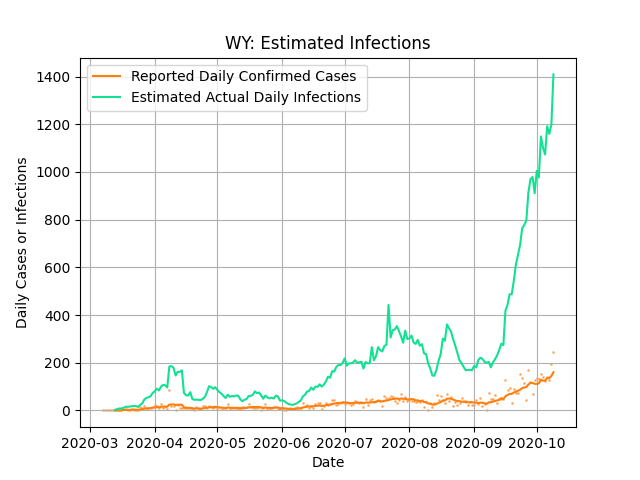 WY: Estimated Infections
Reported Daily Confirmed Cases
Estimated Actual Daily Infections
Daily Cases or Infections
1400
1200
1000
800
600
400
200
0
2020-03 2020-04 2020-05 2020-06 2020-07 2020-08 2020-09 2020-10
Date